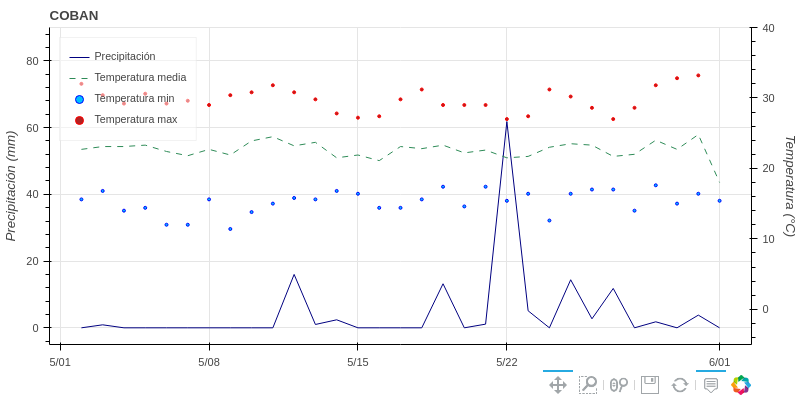 COBAN
Precipitación
Temperatura media
Temperatura min
Temperatura max
Precipitación (mm)
80
60
40
20
0
Temperatura (°C)
40
30
20
10
0
5/01
5/08
5/15
5/22
6/01